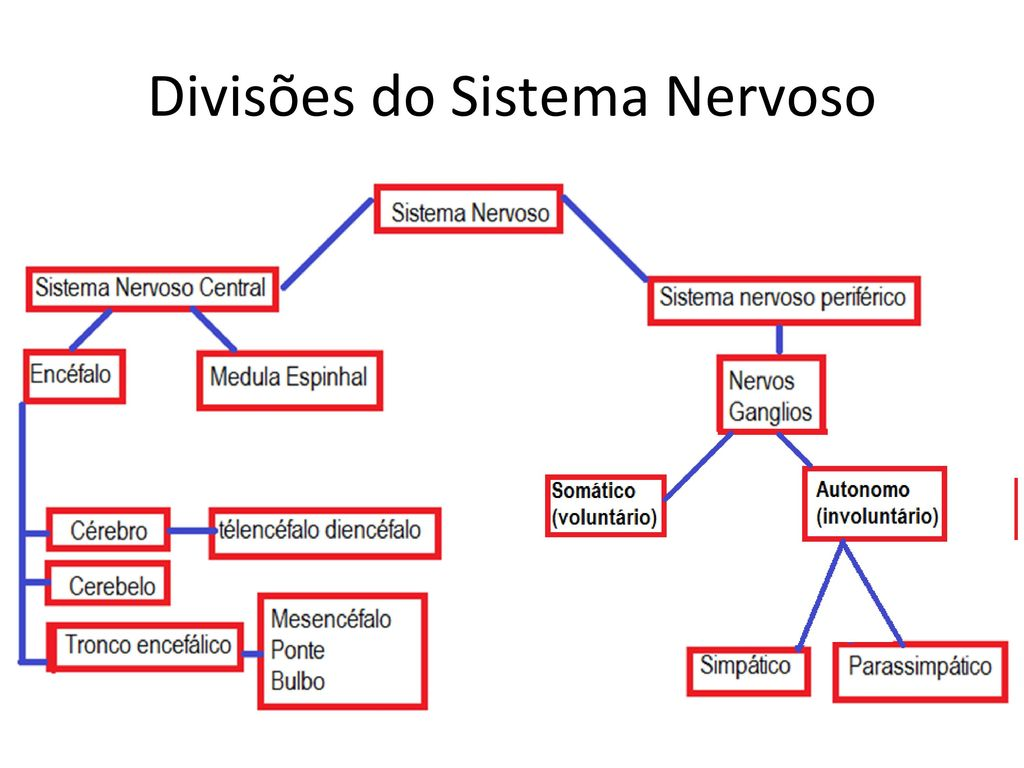 Divisões do Sistema Nervoso
Sistema Nervoso
Sistema Nervoso Central
Sistema nervoso periférico
Encéfalo
Medula Espinhal
Nervos
Ganglios
Somático
(voluntário)
Autonomo
(involuntário)
Cérebro
télencéfalo diencéfalo
Cerebelo
Tronco encefálico
Mesencéfalo
Ponte
Bulbo
Simpático
Parassimpático